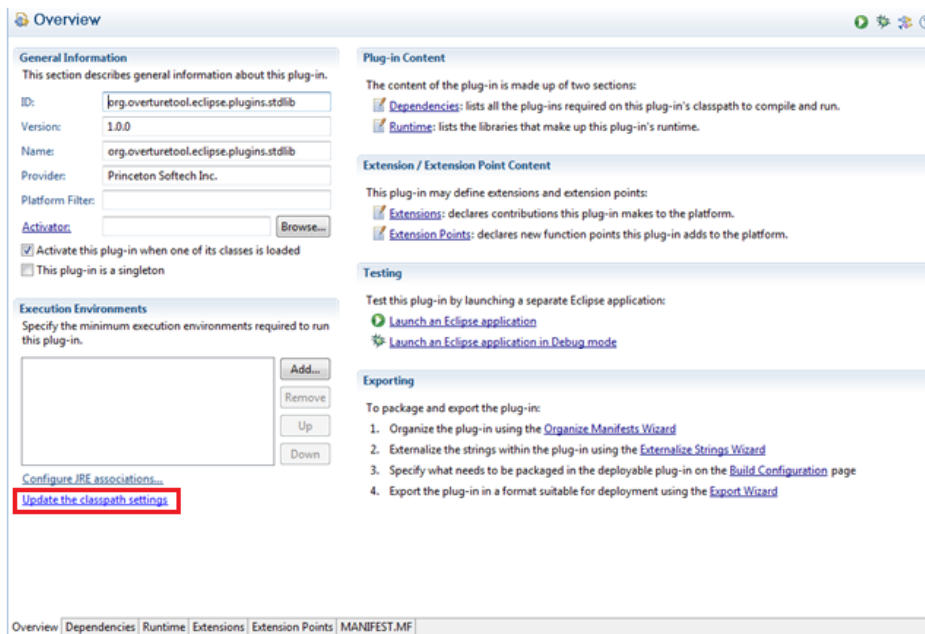 Overview
General Information
This section describes general information about this plug-in.
ID: org.overturetool.eclipse.plugins.stdlib
Version: 1.0.0
Name: org.overturetool.eclipse.plugins.stdlib
Provider: Princeton Softech Inc.
Platform Filter:
Activator: Browse...
Activate this plug-in when one of its classes is loaded
This plug-in is a singleton
Execution Environments
Specify the minimum execution environments required to run
this plug-in.
Add...
Remove
Up
Down
Configure JRE associations...
Update the classpath settings
Plug-in Content
The content of the plug-in is made up of two sections:
Dependencies: lists all the plug-ins required on this plug-in's classpath to compile and run.
Runtime: lists the libraries that make up this plug-in's runtime.
Extension / Extension Point Content
This plug-in may define extensions and extension points:
Extensions: declares contributions this plug-in makes to the platform.
Extension Points: declares new function points this plug-in adds to the platform.
Testing
Test this plug-in by launching a separate Eclipse application:
Launch an Eclipse application
Launch an Eclipse application in Debug mode
Exporting
To package and export the plug-in:
1. Organize the plug-in using the Organize Manifests Wizard
2. Externalize the strings within the plug-in using the Externalize Strings Wizard
3. Specify what needs to be packaged in the deployable plug-in on the Build Configuration page
4. Export the plug-in in a format suitable for deployment using the Export Wizard
Overview Dependencies Runtime Extensions Extension Points MANIFEST.MF